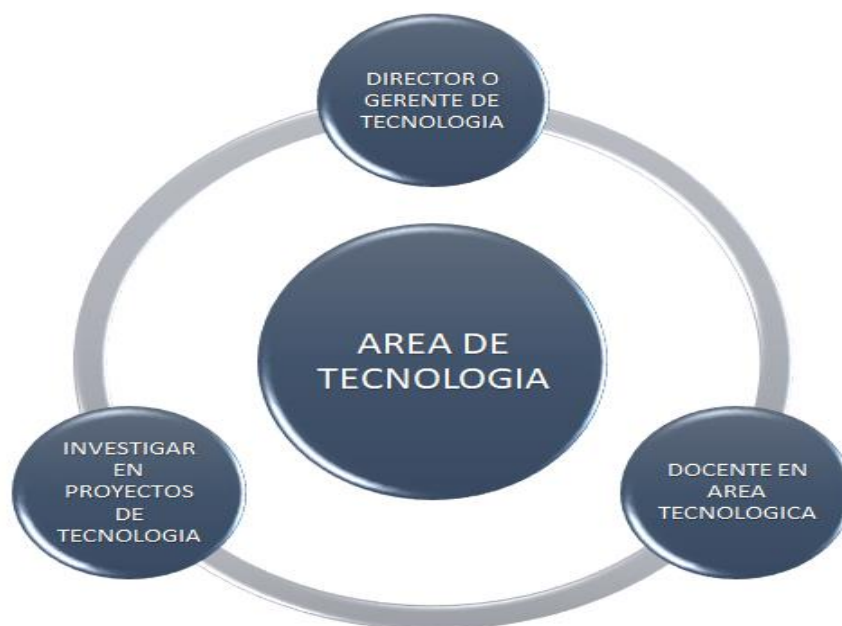 DIRECTOR O
GERENTE DE
TECNOLOGIA
AREA DE
TECNOLOGIA
INVESTIGAR
EN
PROYECTOS
DE
TECNOLOGIA
DOCENTE EN
AREA
TECNOLOGICA